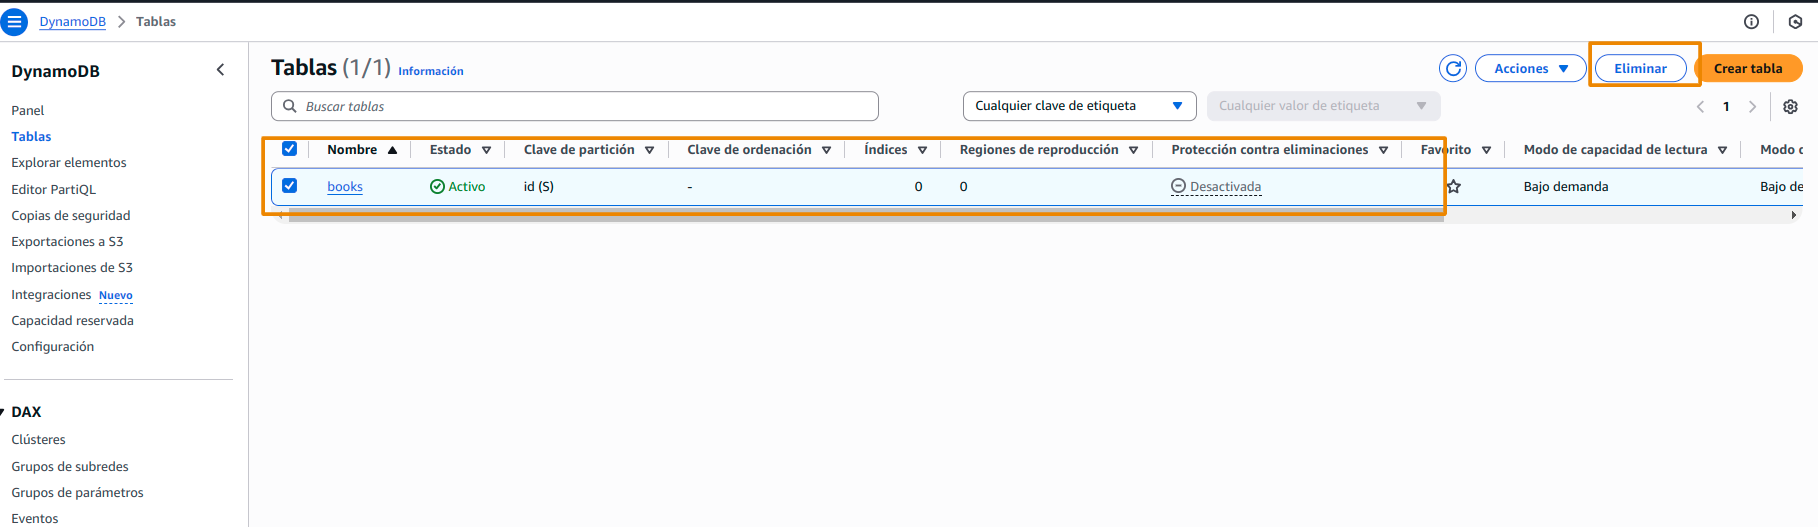 DynamoDB > Tablas
DynamoDB
Panel
Tablas
Explorar elementos
Editor PartiQL
Copias de seguridad
Exportaciones a S3
Importaciones de S3
Integraciones Nuevo
Capacidad reservada
Configuración
DAX
Clústeres
Grupos de subredes
Grupos de parámetros
Eventos
Tablas (1/1) Información
Acciones Eliminar Crear tabla
Buscar tablas Cualquier clave de etiqueta Cualquier valor de etiqueta 1
Nombre Estado Clave de partición Clave de ordenación Índices Regiones de reproducción Protección contra eliminaciones Favorito Modo de capacidad de lectura Modo
books Activo id (S) - 0 0 Desactivada Bajo demanda Bajo de